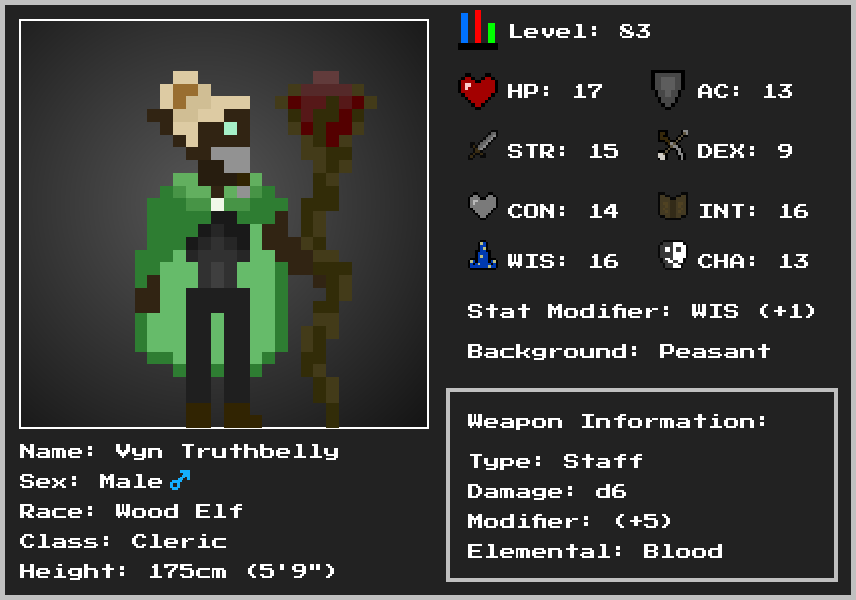 Level: 83
HP: 17
AC: 13
STR: 15
DEX: 9
CON: 14
INT: 16
WIS: 16
CHA: 13
Stat Modifier: WIS (+1)
Background: Peasant
Weapon Information:
Type: Staff
Damage: d6
Modifier: (+5)
Elemental: Blood
Name: Vyn Truthbelly
Sex: Male♂
Race: Wood Elf
Class: Cleric
Height: 175cm (5'9")